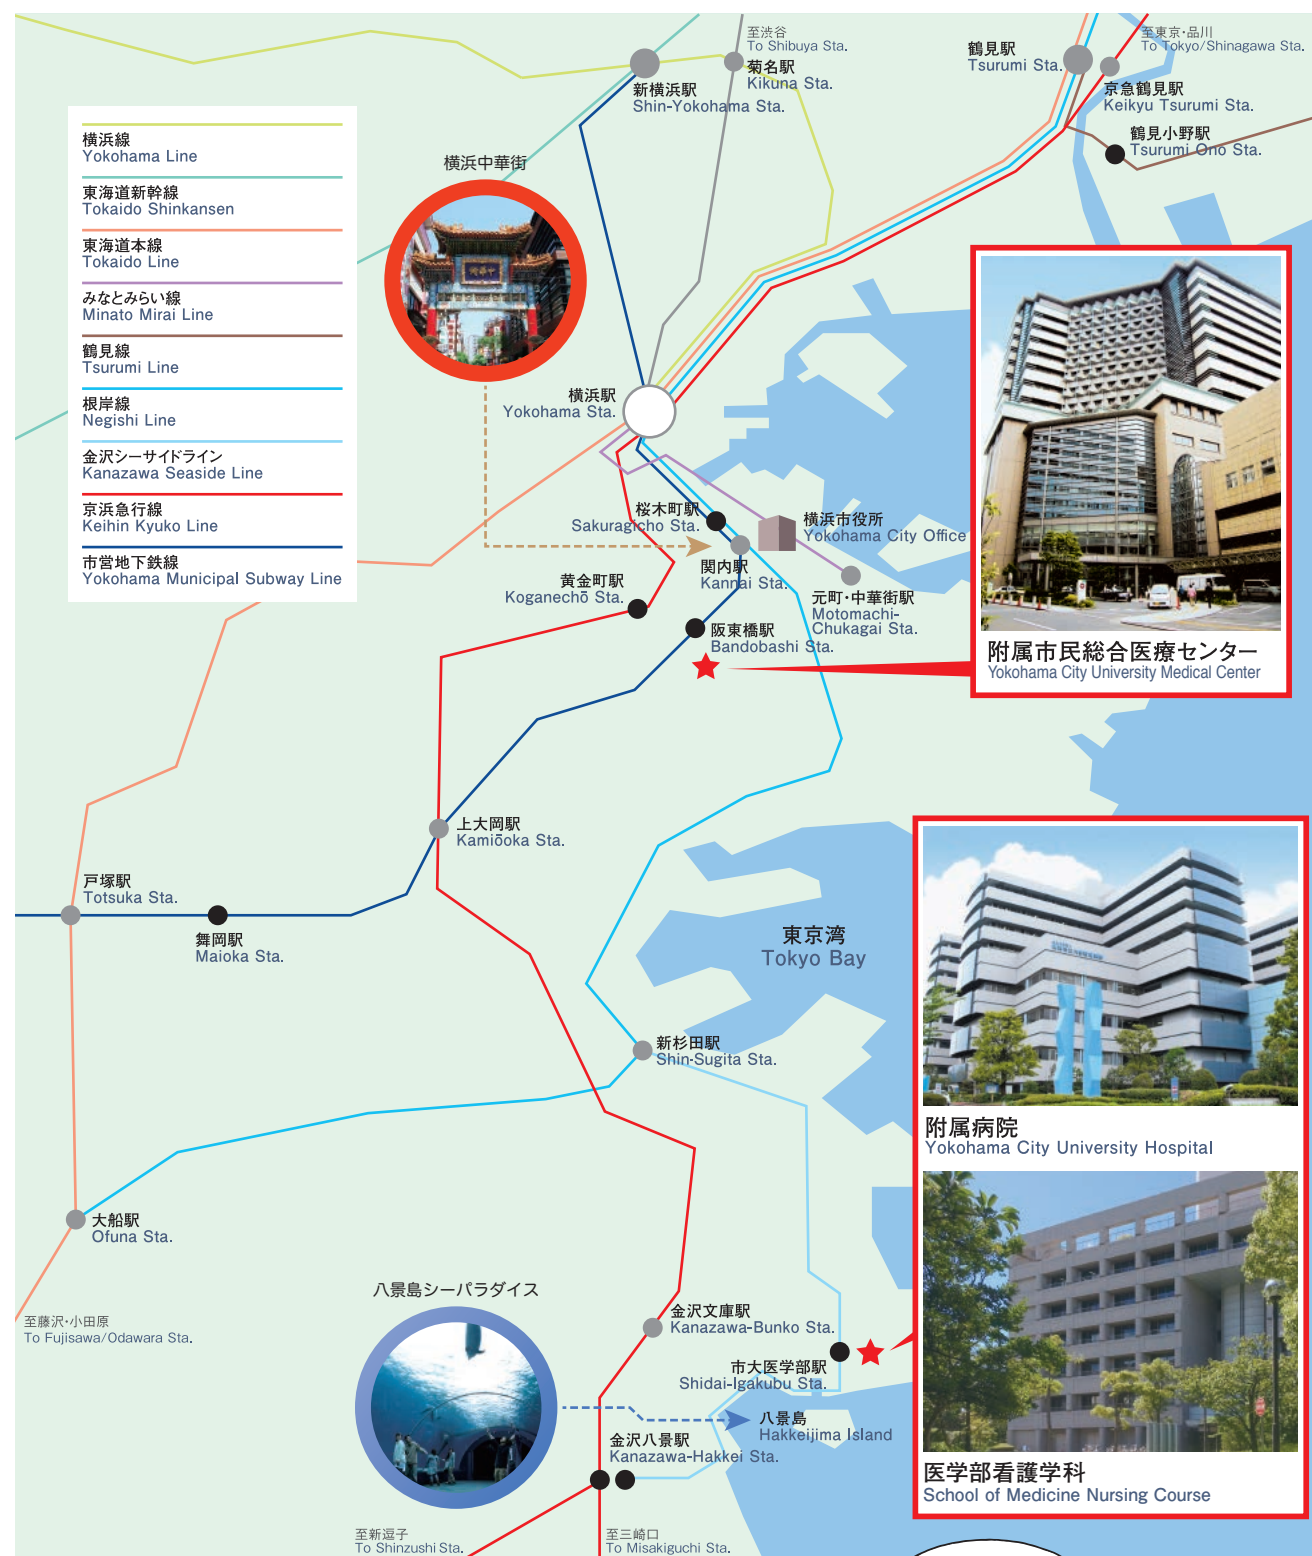 至渋谷
To Shibuya Sta.
菊名駅
Kikuna Sta.
新横浜駅
Shin-Yokohama Sta.
鶴見駅
Tsurumi Sta.
至東京・品川
To Tokyo/Shinagawa Sta.
京急鶴見駅
Keikyu Tsurumi Sta.
鶴見小野駅
Tsurumi Ono Sta.
横浜線
Yokohama Line
東海道新幹線
Tokaido Shinkansen
東海道本線
Tokaido Line
みなとみらい線
Minato Mirai Line
鶴見線
Tsurumi Line
根岸線
Negishi Line
金沢シーサイドライン
Kanazawa Seaside Line
京浜急行線
Keihin Kyuko Line
市営地下鉄線
Yokohama Municipal Subway Line
横浜中華街
横浜駅
Yokohama Sta.
桜木町駅
Sakuragicho Sta.
横浜市役所
Yokohama City Office
関内駅
Kannai Sta.
黄金町駅
Koganechō Sta.
元町・中華街駅
Motomachi-
Chukagai Sta.
阪東橋駅
Bandobashi Sta.
附属市民総合医療センター
Yokohama City University Medical Center
上大岡駅
Kamiōoka Sta.
戸塚駅
Totsuka Sta.
舞岡駅
Maioka Sta.
東京湾
Tokyo Bay
新杉田駅
Shin-Sugita Sta.
附属病院
Yokohama City University Hospital
大船駅
Ofuna Sta.
至藤沢・小田原
To Fujisawa/Odawara Sta.
八景島シーパラダイス
金沢文庫駅
Kanazawa-Bunko Sta.
市大医学部駅
Shidai-Igakubu Sta.
八景島
Hakkeijima Island
金沢八景駅
Kanazawa-Hakkei Sta.
医学部看護学科
School of Medicine Nursing Course
至新逗子
To Shinzushi Sta.
至三崎口
To Misakiguchi Sta.